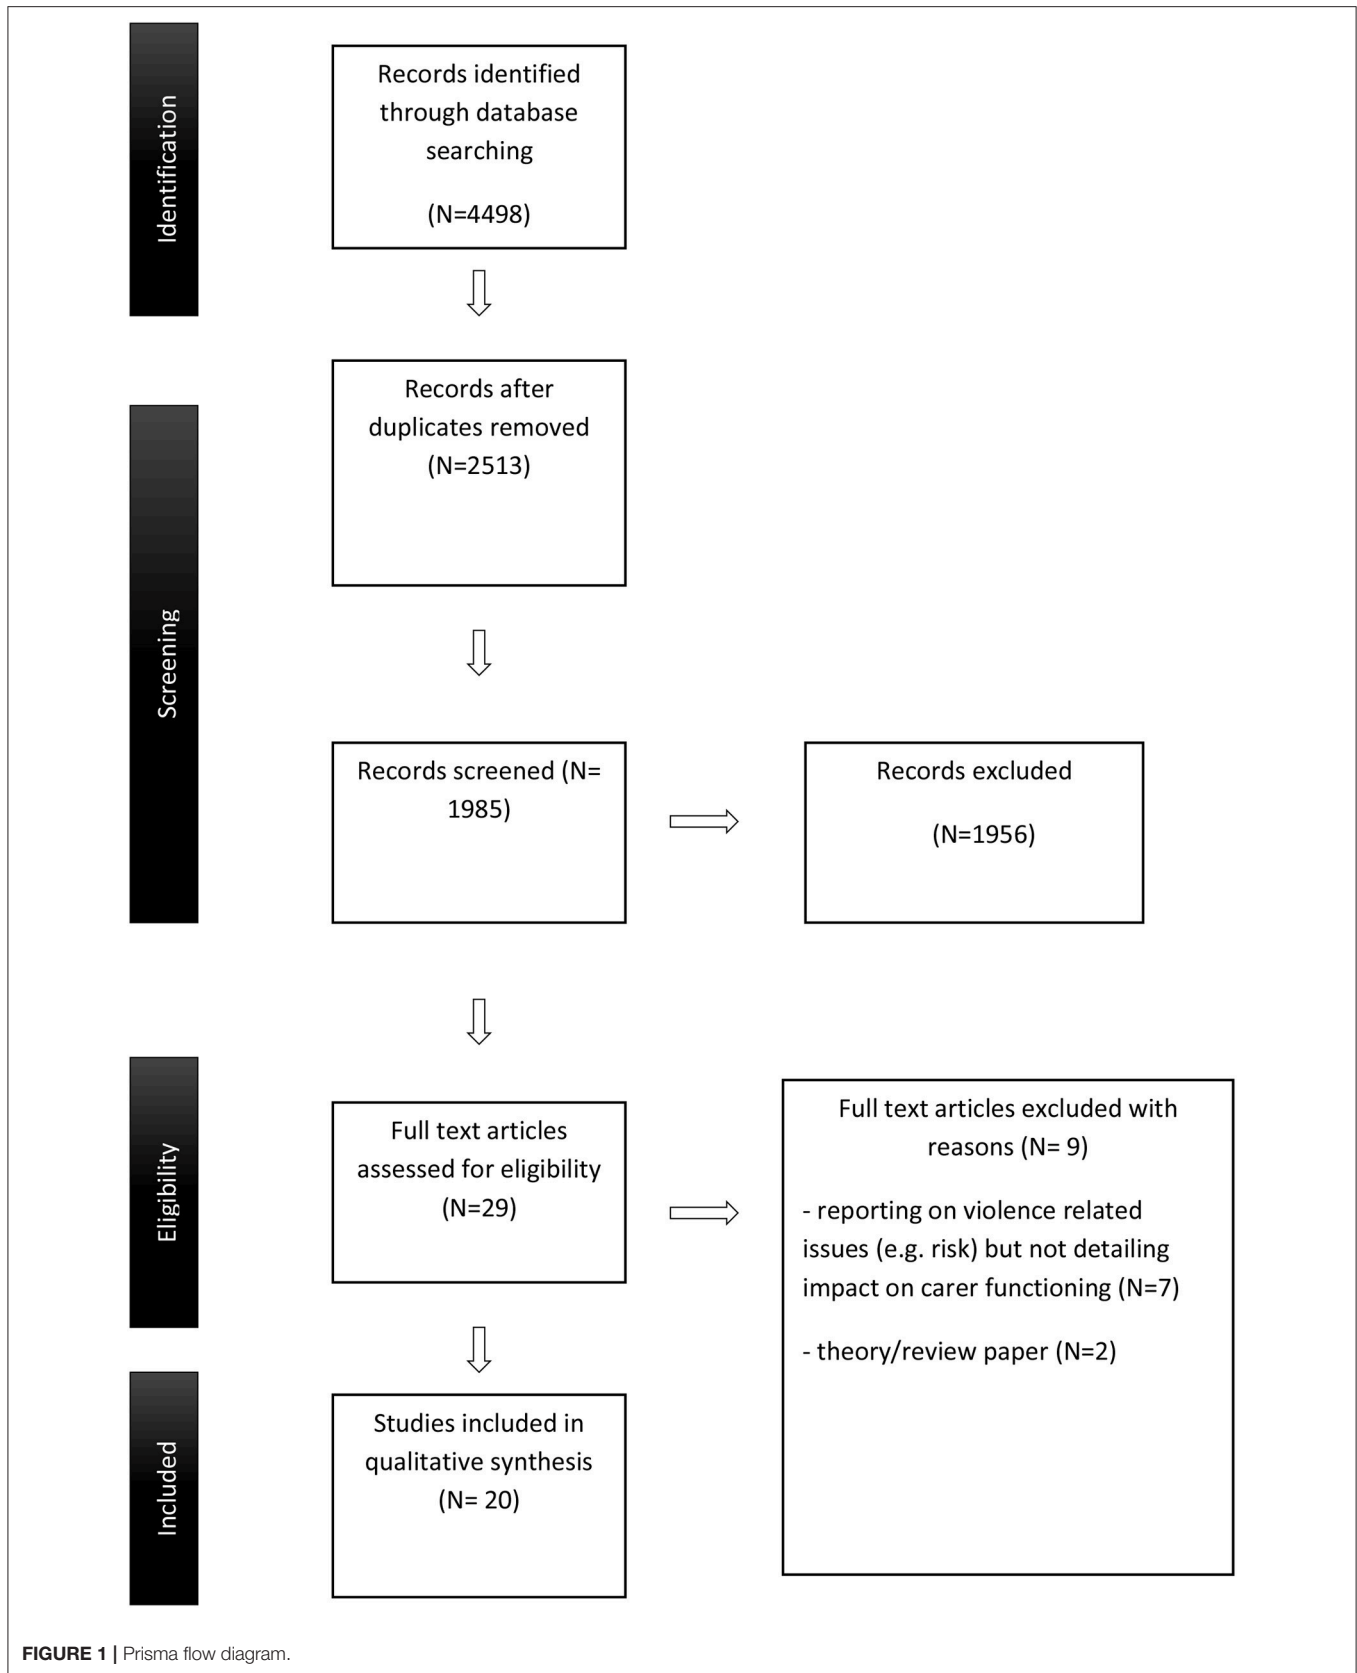 Identification
Records identified
through database
searching
(N=4498)
Screening
Records after
duplicates removed
(N=2513)
Records screened (N=
1985)
Records excluded
(N=1956)
Eligibility
Full text articles
assessed for eligibility
(N=29)
Full text articles excluded with
reasons (N= 9)
- reporting on violence related
issues (e.g. risk) but not detailing
impact on carer functioning (N=7)
- theory/review paper (N=2)
Included
Studies included in
qualitative synthesis
(N= 20)
FIGURE 1 | Prisma flow diagram.